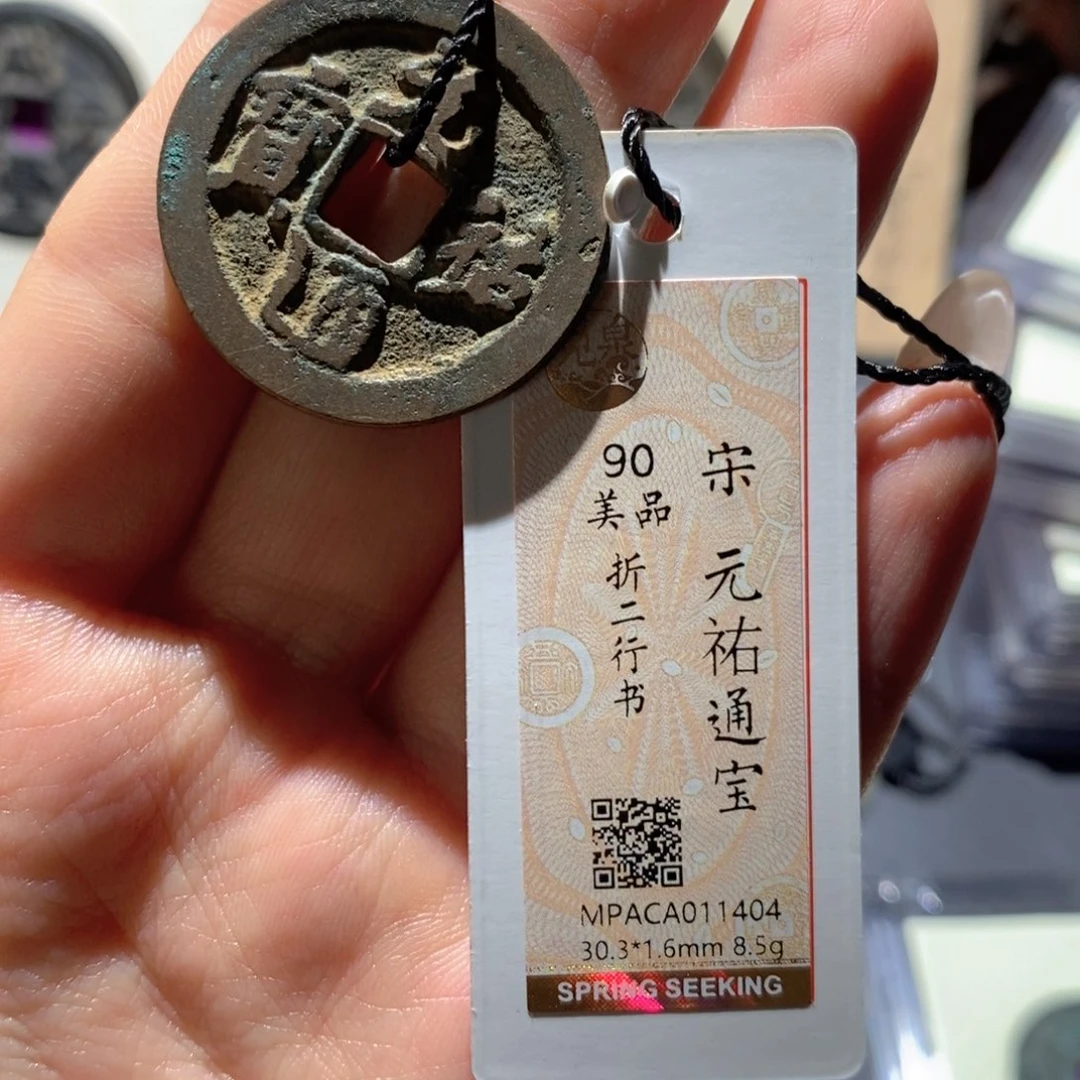 元祐通寳
宋 元祐通宝
90
美品
折二行书
MPACA011404
30.3*1.6mm 8.5g
SPRING SEEKING